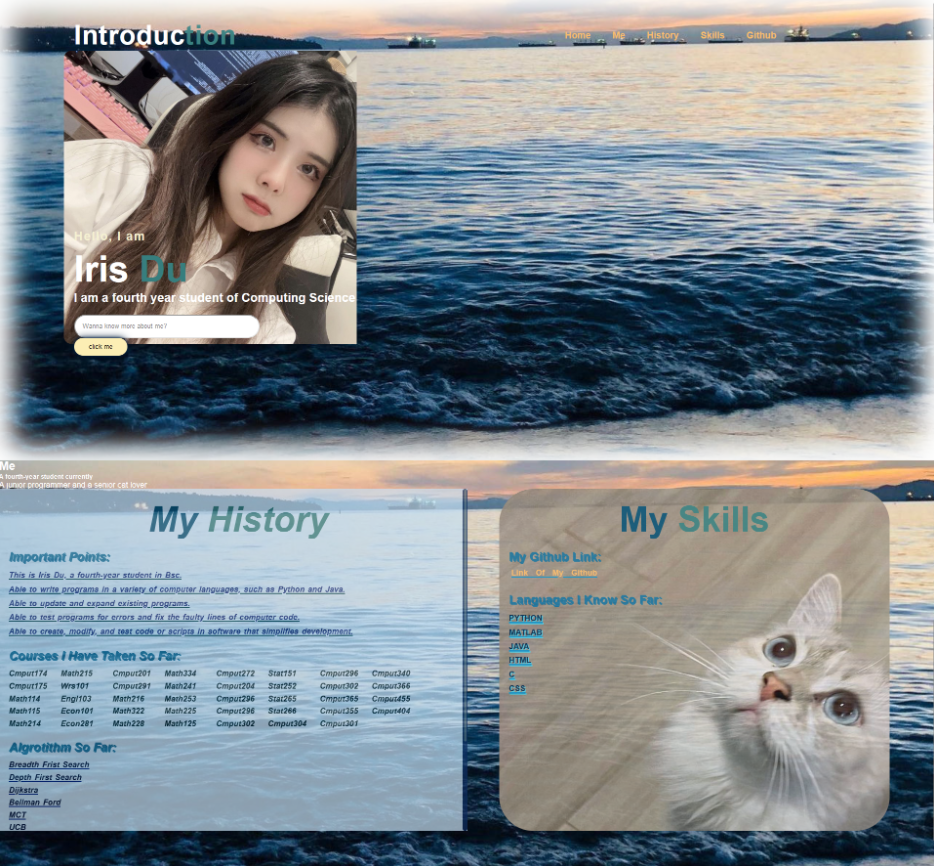 Introduction
Home Me History Skills Github
Hello, I am
Iris Du
I am a fourth year student of Computing Science
Wanna know more about me?
click me
Me
A fourth-year student currently
A junior programmer and a senior cat lover
My History
Important Points:
This is Iris Du, a fourth-year student in Bsc.
Able to write programs in a variety of computer languages, such as Python and Java.
Able to update and expand existing programs.
Able to test programs for errors and fix the faulty lines of computer code.
Able to create, modify, and test code or scripts in software that simplifies development.
Courses I Have Taken So Far:
Cmput174 Math215 Cmput201 Math334 Cmput272 Stat151 Cmput296 Cmput340
Cmput175 Wrs101 Cmput291 Math241 Cmput204 Stat252 Cmput302 Cmput366
Math114 Engl103 Math216 Math253 Cmput296 Stat265 Cmput365 Cmput455
Math115 Econ101 Math322 Math225 Cmput296 Stat266 Cmput355 Cmput404
Math214 Econ281 Math228 Math125 Cmput302 Cmput304 Cmput301
Algrotithm So Far:
Breadth Frist Search
Depth First Search
Dijkstra
Bellman Ford
MCT
UCB
My Skills
My Github Link:
Link Of My Github
Languages I Know So Far:
PYTHON
MATLAB
JAVA
HTML
C
CSS